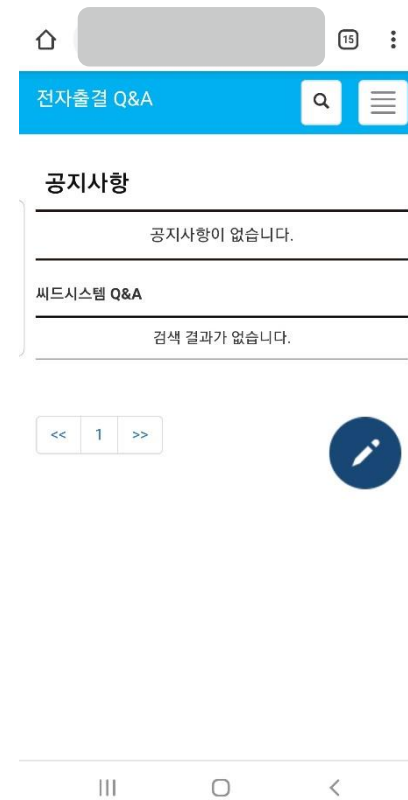 15
전자출결 Q&A
공지사항
공지사항이 없습니다.
씨드시스템 Q&A
검색 결과가 없습니다.
<< 1 >>